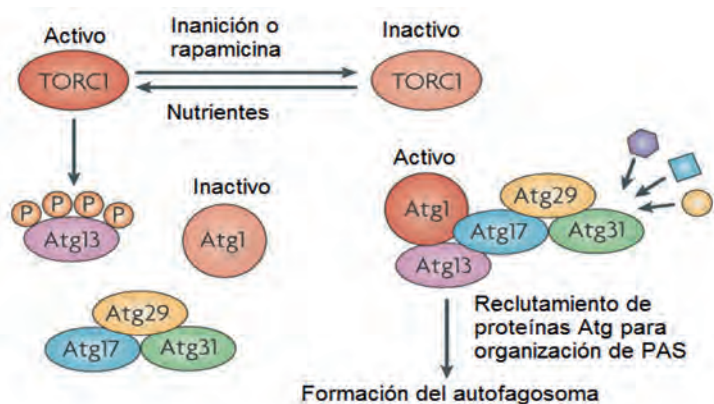 Activo
Inanición o
rapamicina
Inactivo
TORC1
TORC1
Nutrientes
Activo
Inactivo
P P P P
Atg13
Atg1
Atg1
Atg29
Atg17
Atg31
Atg13
Atg29
Atg17
Atg31
Reclutamiento de
proteínas Atg para
organización de PAS
Formación del autofagosoma